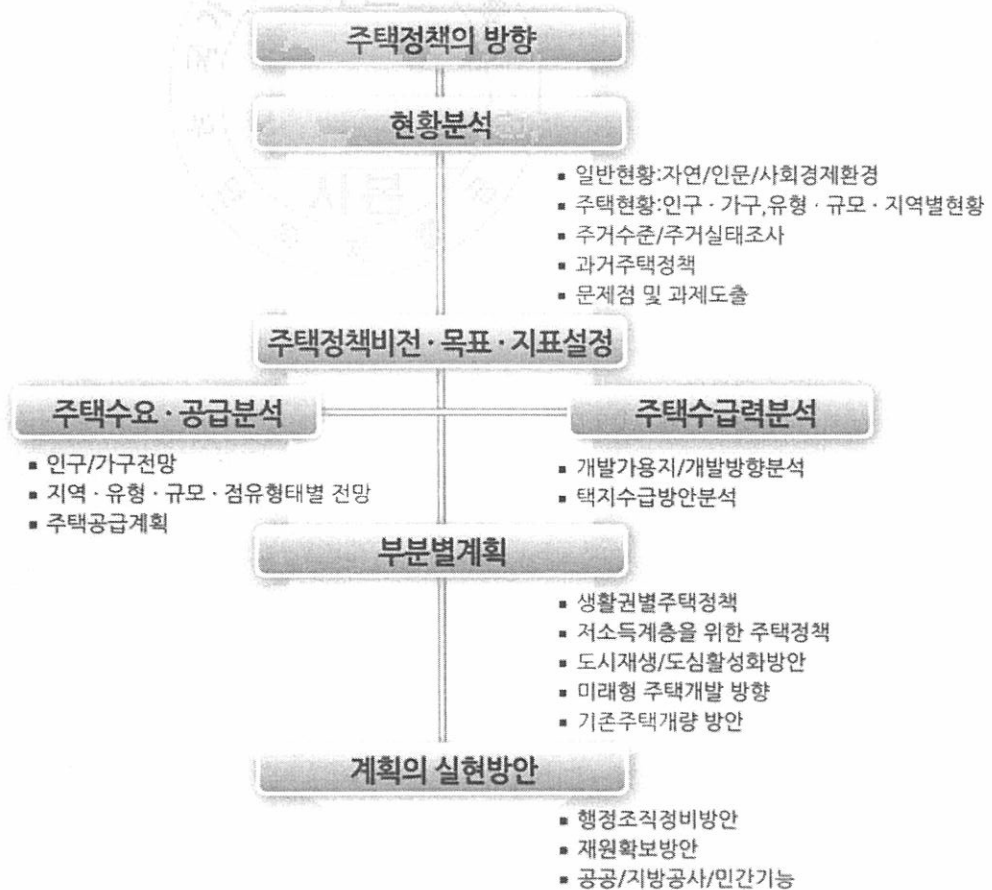 주택정책의 방향
현황분석
▪ 일반현황:자연/인문/사회경제환경
▪ 주택현황:인구 · 가구,유형 · 규모 · 지역별현황
▪ 주거수준/주거실태조사
▪ 과거주택정책
▪ 문제점 및 과제도출
주택정책비전 · 목표 · 지표설정
주택수요 · 공급분석
▪ 인구/가구전망
▪ 지역 · 유형 · 규모 · 점유형태별 전망
▪ 주택공급계획
주택수급력분석
▪ 개발가용지/개발방향분석
▪ 택지수급방안분석
부분별계획
▪ 생활권별주택정책
▪ 저소득계층을 위한 주택정책
▪ 도시재생/도심활성화방안
▪ 미래형 주택개발 방향
▪ 기존주택개량 방안
계획의 실현방안
▪ 행정조직정비방안
▪ 재원확보방안
▪ 공공/지방공사/민간기능